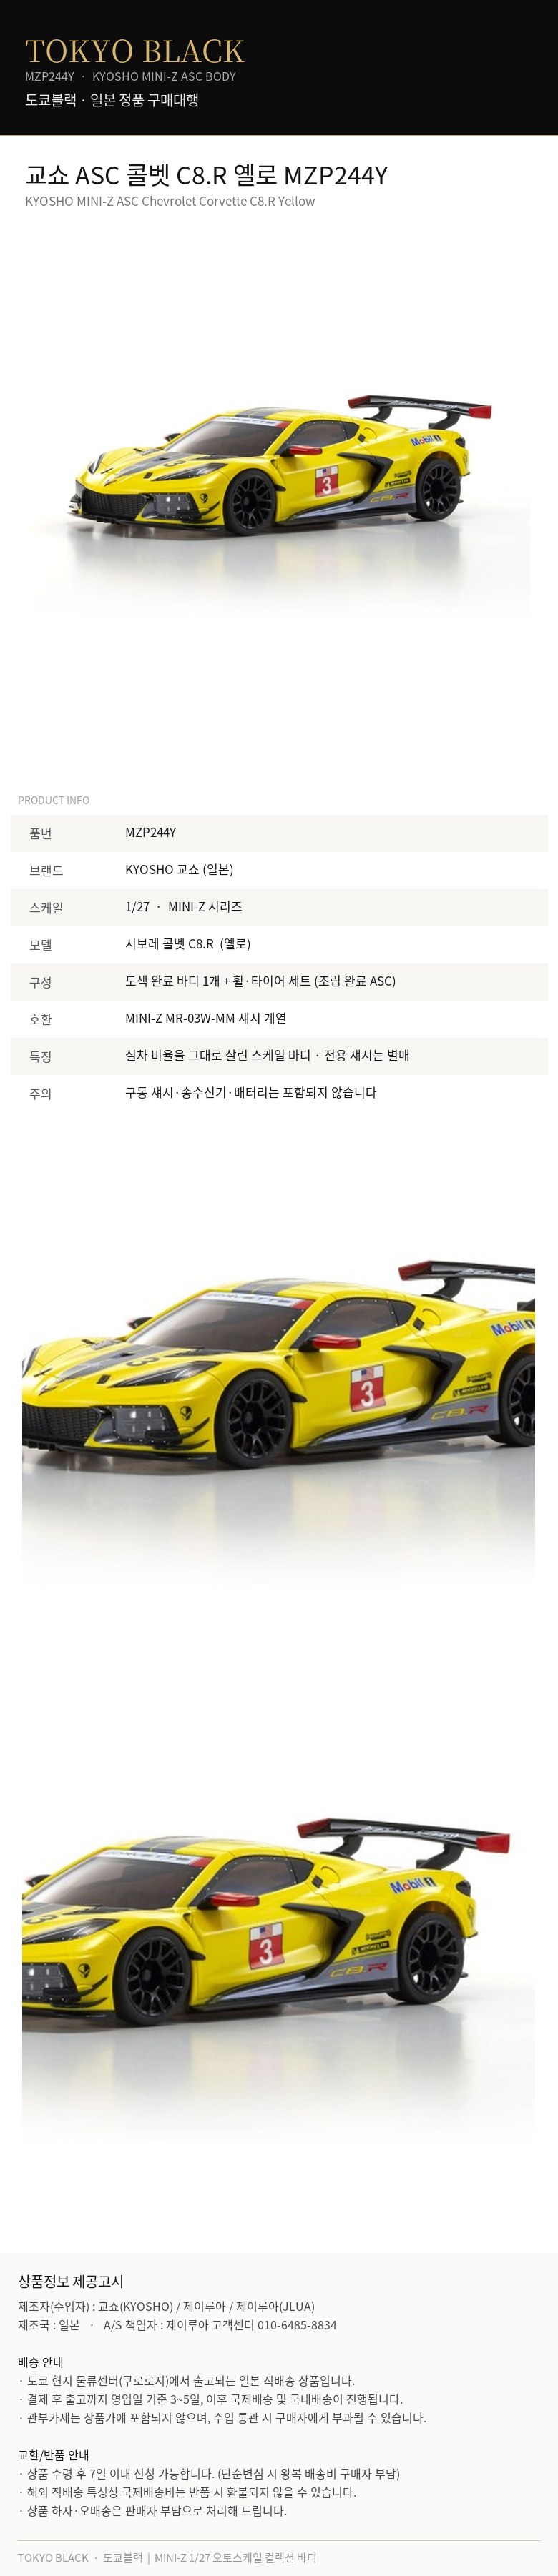 TOKYO BLACK
MZP244Y · KYOSHO MINI-Z ASC BODY
도쿄블랙 · 일본 정품 구매대행
교쇼 ASC 콜벳 C8.R 옐로 MZP244Y
KYOSHO MINI-Z ASC Chevrolet Corvette C8.R Yellow
Mobil 1
3
C8.R
PRODUCT INFO
품번 MZP244Y
브랜드 KYOSHO 교쇼 (일본)
스케일 1/27 · MINI-Z 시리즈
모델 시보레 콜벳 C8.R (옐로)
구성 도색 완료 바디 1개 + 휠·타이어 세트 (조립 완료 ASC)
호환 MINI-Z MR-03W-MM 섀시 계열
특징 실차 비율을 그대로 살린 스케일 바디 · 전용 섀시는 별매
주의 구동 섀시·송수신기·배터리는 포함되지 않습니다
CORVETTE
Mobil 1
3
3
MICHELIN
C8.R
Mobil 1
3
MICHELIN
C8.R
상품정보 제공고시
제조자(수입자) : 교쇼(KYOSHO) / 제이루아 / 제이루아(JLUA)
제조국 : 일본 · A/S 책임자 : 제이루아 고객센터 010-6485-8834
배송 안내
· 도쿄 현지 물류센터(쿠로로지)에서 출고되는 일본 직배송 상품입니다.
· 결제 후 출고까지 영업일 기준 3~5일, 이후 국제배송 및 국내배송이 진행됩니다.
· 관부가세는 상품가에 포함되지 않으며, 수입 통관 시 구매자에게 부과될 수 있습니다.
교환/반품 안내
· 상품 수령 후 7일 이내 신청 가능합니다. (단순변심 시 왕복 배송비 구매자 부담)
· 해외 직배송 특성상 국제배송비는 반품 시 환불되지 않을 수 있습니다.
· 상품 하자·오배송은 판매자 부담으로 처리해 드립니다.
TOKYO BLACK · 도쿄블랙 | MINI-Z 1/27 오토스케일 컬렉션 바디